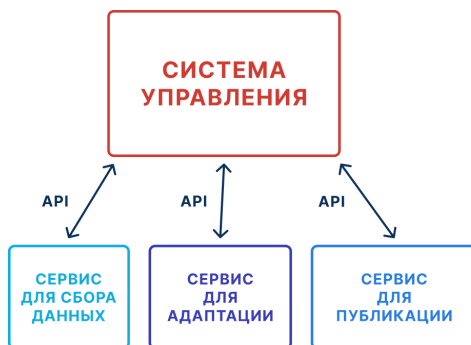 СИСТЕМА
УПРАВЛЕНИЯ
API
API
API
СЕРВИС
ДЛЯ СБОРА
ДАННЫХ
СЕРВИС
ДЛЯ
АДАПТАЦИИ
СЕРВИС
ДЛЯ
ПУБЛИКАЦИИ